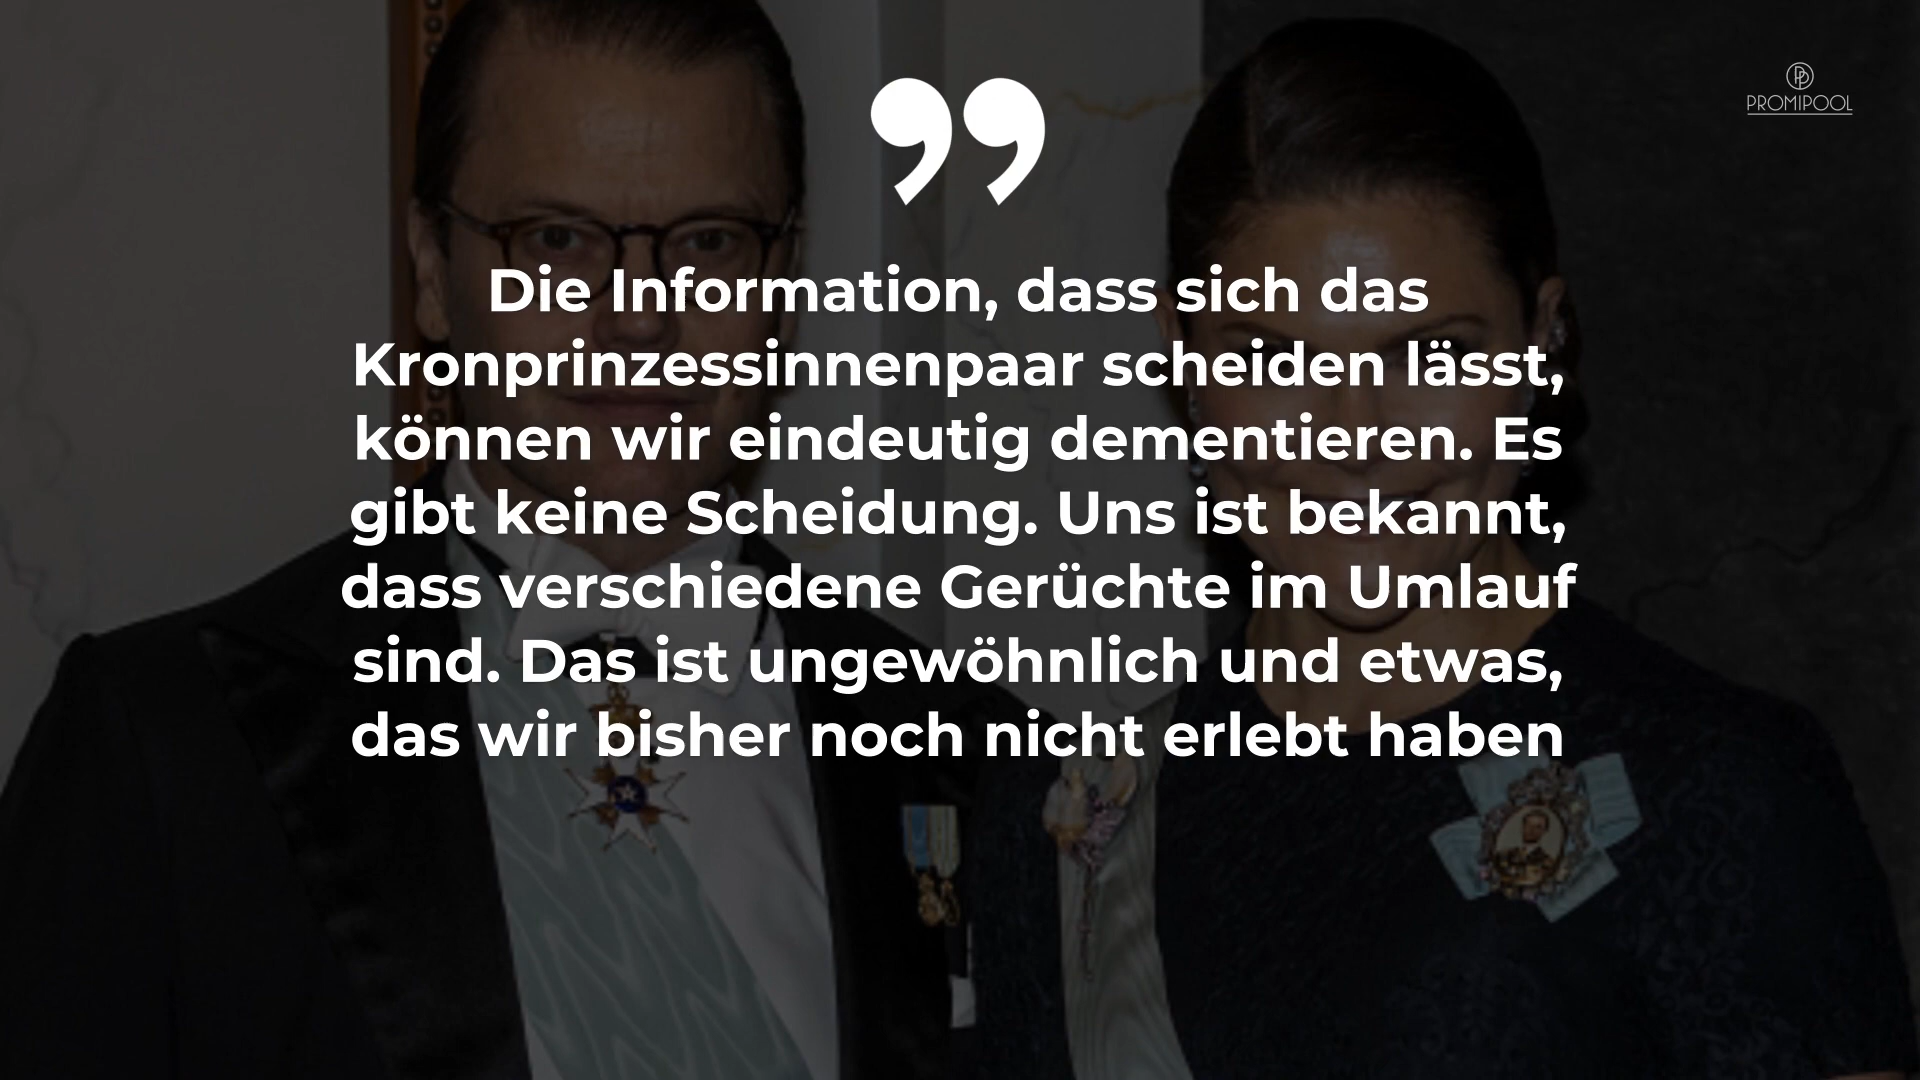 PROMIPOOL
”
Die Information, dass sich das
Kronprinzessinnenpaar scheiden lässt,
können wir eindeutig dementieren. Es
gibt keine Scheidung. Uns ist bekannt,
dass verschiedene Gerüchte im Umlauf
sind. Das ist ungewöhnlich und etwas,
das wir bisher noch nicht erlebt haben